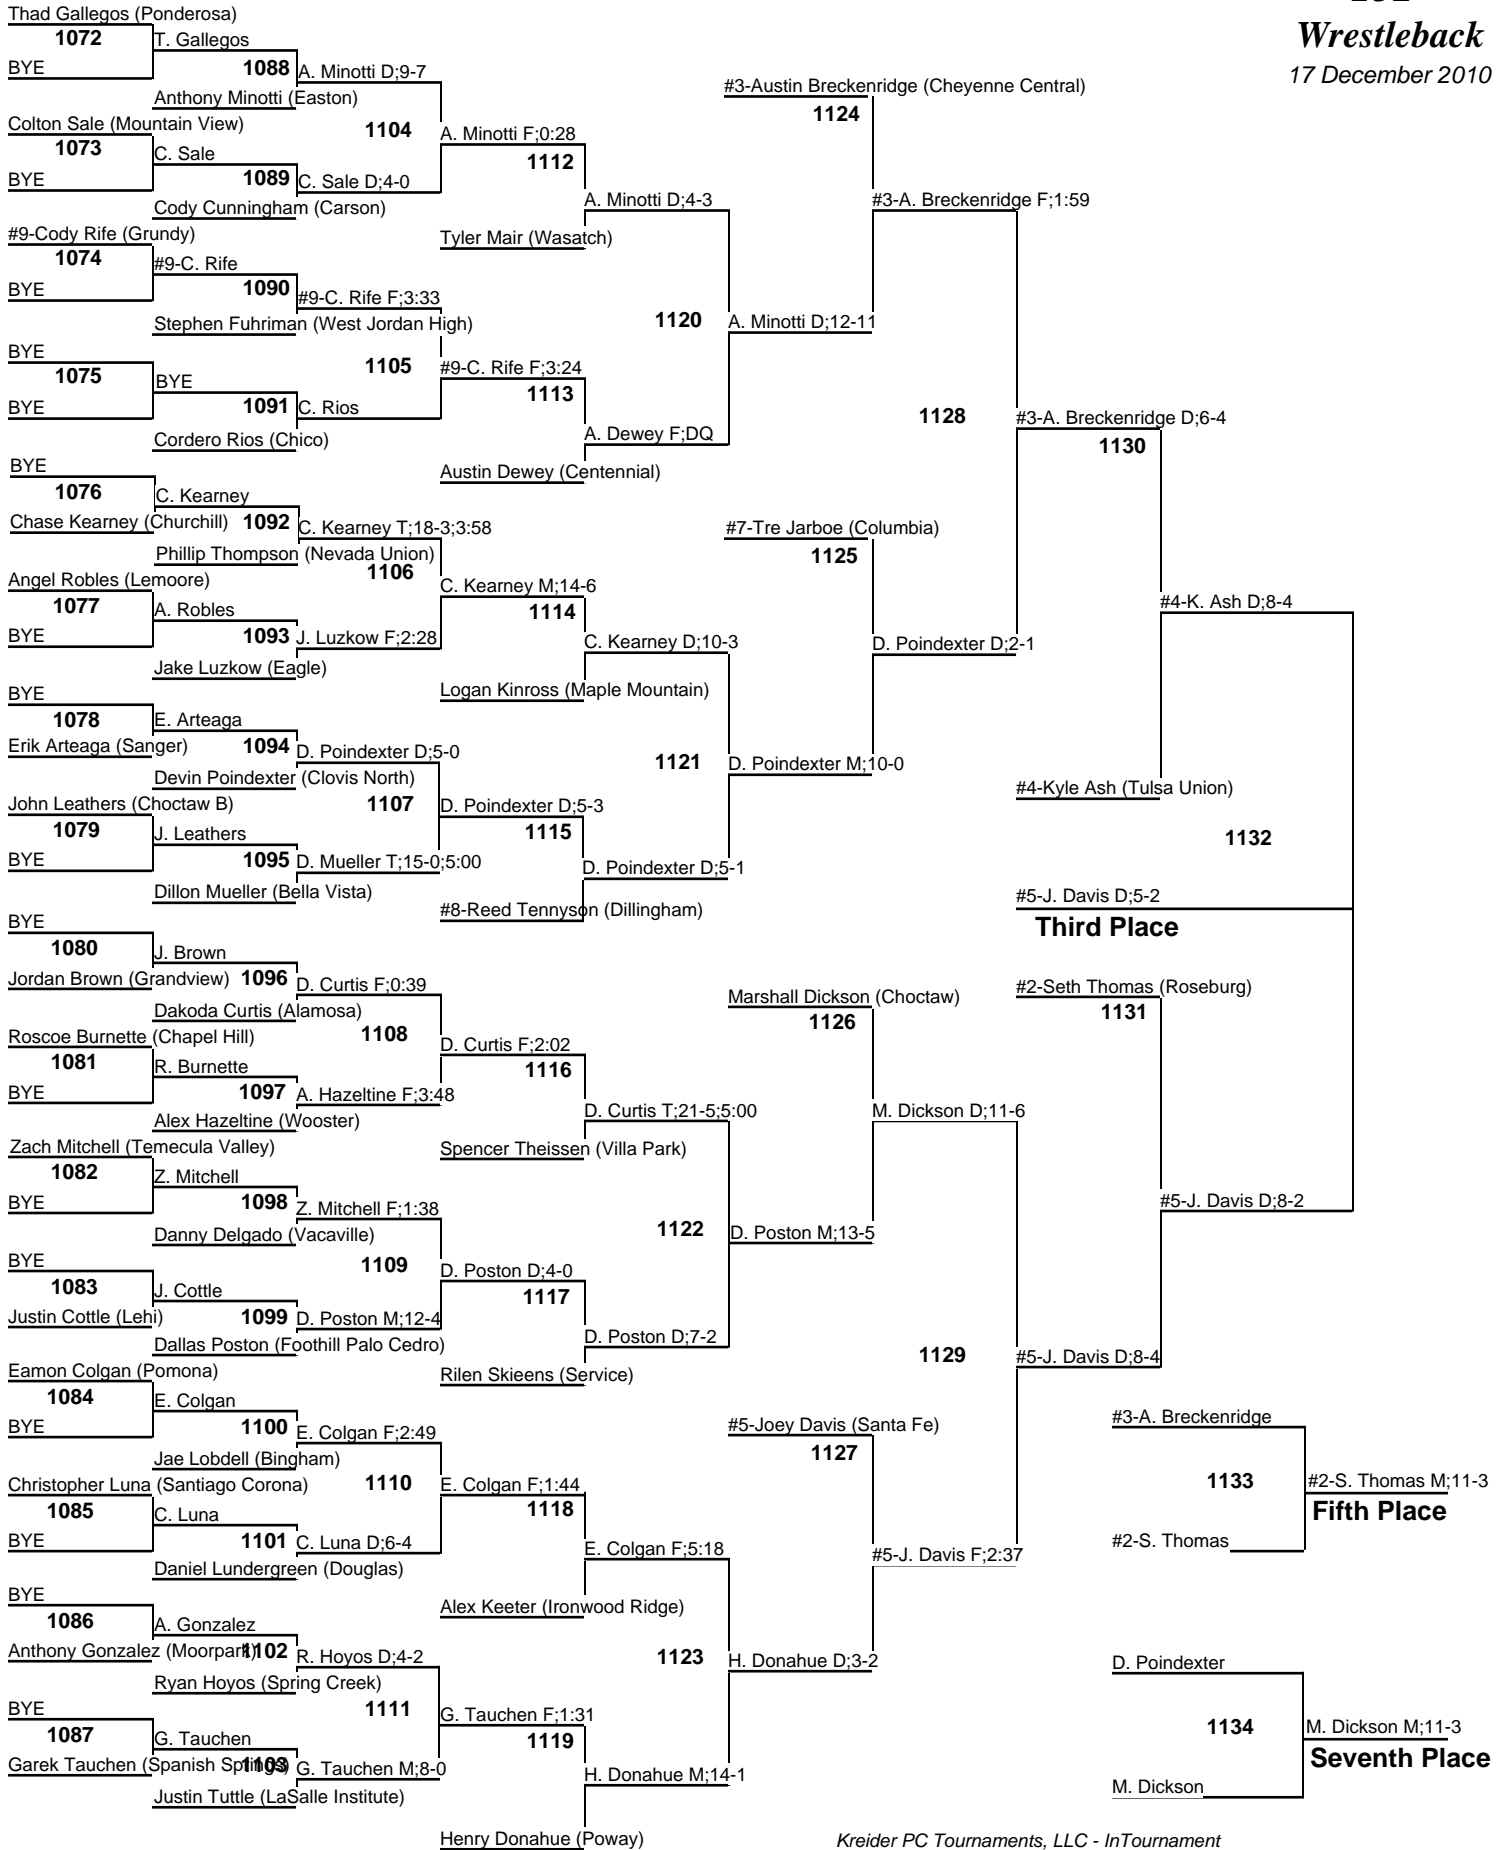 Thad Gallegos (Ponderosa)
1072
T. Gallegos
BYE
1088
A. Minotti D;9-7
Anthony Minotti (Easton)
Colton Sale (Mountain View)
1104
A. Minotti F;0:28
1073
C. Sale
1112
BYE
1089
C. Sale D;4-0
A. Minotti D;4-3
Cody Cunningham (Carson)
#9-Cody Rife (Grundy)
Tyler Mair (Wasatch)
1074
#9-C. Rife
BYE
1090
#9-C. Rife F;3:33
Stephen Fuhriman (West Jordan High)
1120
A. Minotti D;12-11
BYE
1105
#9-C. Rife F;3:24
1075
BYE
1113
BYE
1091
C. Rios
A. Dewey F;DQ
Cordero Rios (Chico)
Austin Dewey (Centennial)
#3-Austin Breckenridge (Cheyenne Central)
1124
#3-A. Breckenridge F;1:59
Wrestleback
17 December 2010
1128
#3-A. Breckenridge D;6-4
1130
BYE
1076
C. Kearney
Chase Kearney (Churchill)
1092
C. Kearney T;18-3;3:58
Phillip Thompson (Nevada Union)
1106
C. Kearney M;14-6
Angel Robles (Lemoore)
1077
A. Robles
1114
BYE
1093
J. Luzkow F;2:28
C. Kearney D;10-3
Jake Luzkow (Eagle)
Logan Kinross (Maple Mountain)
#7-Tre Jarboe (Columbia)
1125
D. Poindexter D;2-1
#4-K. Ash D;8-4
BYE
1078
E. Arteaga
Erik Arteaga (Sanger)
1094
D. Poindexter D;5-0
1121
D. Poindexter M;10-0
Devin Poindexter (Clovis North)
John Leathers (Choctaw B)
1107
D. Poindexter D;5-3
1079
J. Leathers
1115
BYE
1095
D. Mueller T;15-0;5:00
D. Poindexter D;5-1
Dillon Mueller (Bella Vista)
#8-Reed Tennyson (Dillingham)
#4-Kyle Ash (Tulsa Union)
1132
#5-J. Davis D;5-2
Third Place
BYE
1080
J. Brown
Jordan Brown (Grandview)
1096
D. Curtis F;0:39
Dakoda Curtis (Alamosa)
Roscoe Burnette (Chapel Hill)
1108
D. Curtis F;2:02
1081
R. Burnette
1116
BYE
1097
A. Hazeltine F;3:48
D. Curtis T;21-5;5:00
Alex Hazeltine (Wooster)
Spencer Theissen (Villa Park)
Marshall Dickson (Choctaw)
1126
M. Dickson D;11-6
#2-Seth Thomas (Roseburg)
1131
Zach Mitchell (Temecula Valley)
1082
Z. Mitchell
BYE
1098
Z. Mitchell F;1:38
Danny Delgado (Vacaville)
1122
D. Poston M;13-5
BYE
1109
D. Poston D;4-0
1083
J. Cottle
1117
Justin Cottle (Lehi)
1099
D. Poston M;12-4
D. Poston D;7-2
Dallas Poston (Foothill Palo Cedro)
Rilen Skieens (Service)
#5-J. Davis D;8-2
1129
#5-J. Davis D;8-4
Eamon Colgan (Pomona)
1084
E. Colgan
BYE
1100
E. Colgan F;2:49
Jae Lobdell (Bingham)
Christopher Luna (Santiago Corona)
1110
E. Colgan F;1:44
1085
C. Luna
1118
BYE
1101
C. Luna D;6-4
E. Colgan F;5:18
Daniel Lundergreen (Douglas)
Alex Keeter (Ironwood Ridge)
#5-Joey Davis (Santa Fe)
1127
#5-J. Davis F;2:37
#3-A. Breckenridge
1133
#2-S. Thomas M;11-3
Fifth Place
#2-S. Thomas
BYE
1086
A. Gonzalez
Anthony Gonzalez (Moorpark)
1102
R. Hoyos D;4-2
Ryan Hoyos (Spring Creek)
1123
H. Donahue D;3-2
BYE
1111
G. Tauchen F;1:31
1087
G. Tauchen
1119
Garek Tauchen (Spanish Springs)
1103
G. Tauchen M;8-0
H. Donahue M;14-1
Justin Tuttle (LaSalle Institute)
Henry Donahue (Poway)
D. Poindexter
1134
M. Dickson M;11-3
Seventh Place
M. Dickson
Kreider PC Tournaments, LLC - InTournament